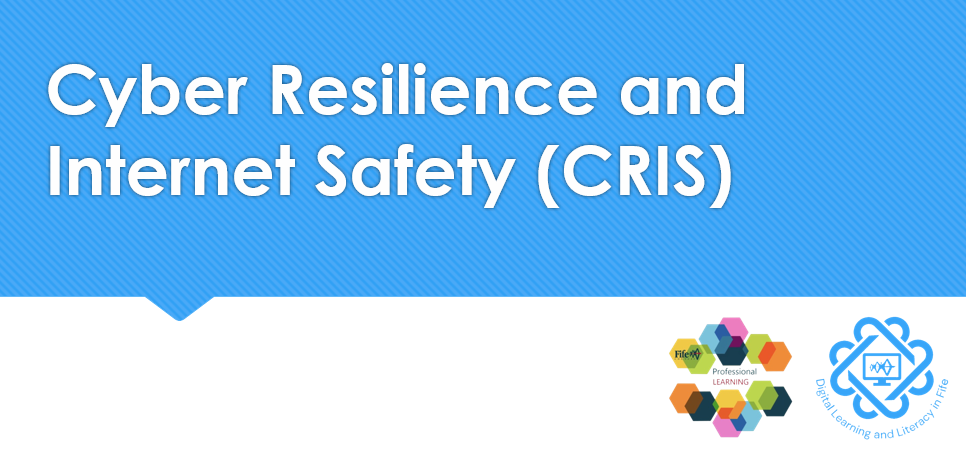 Cyber Resilience and
Internet Safety (CRIS)
Fife
Professional
LEARNING
Digital Learning and Literacy in Fife